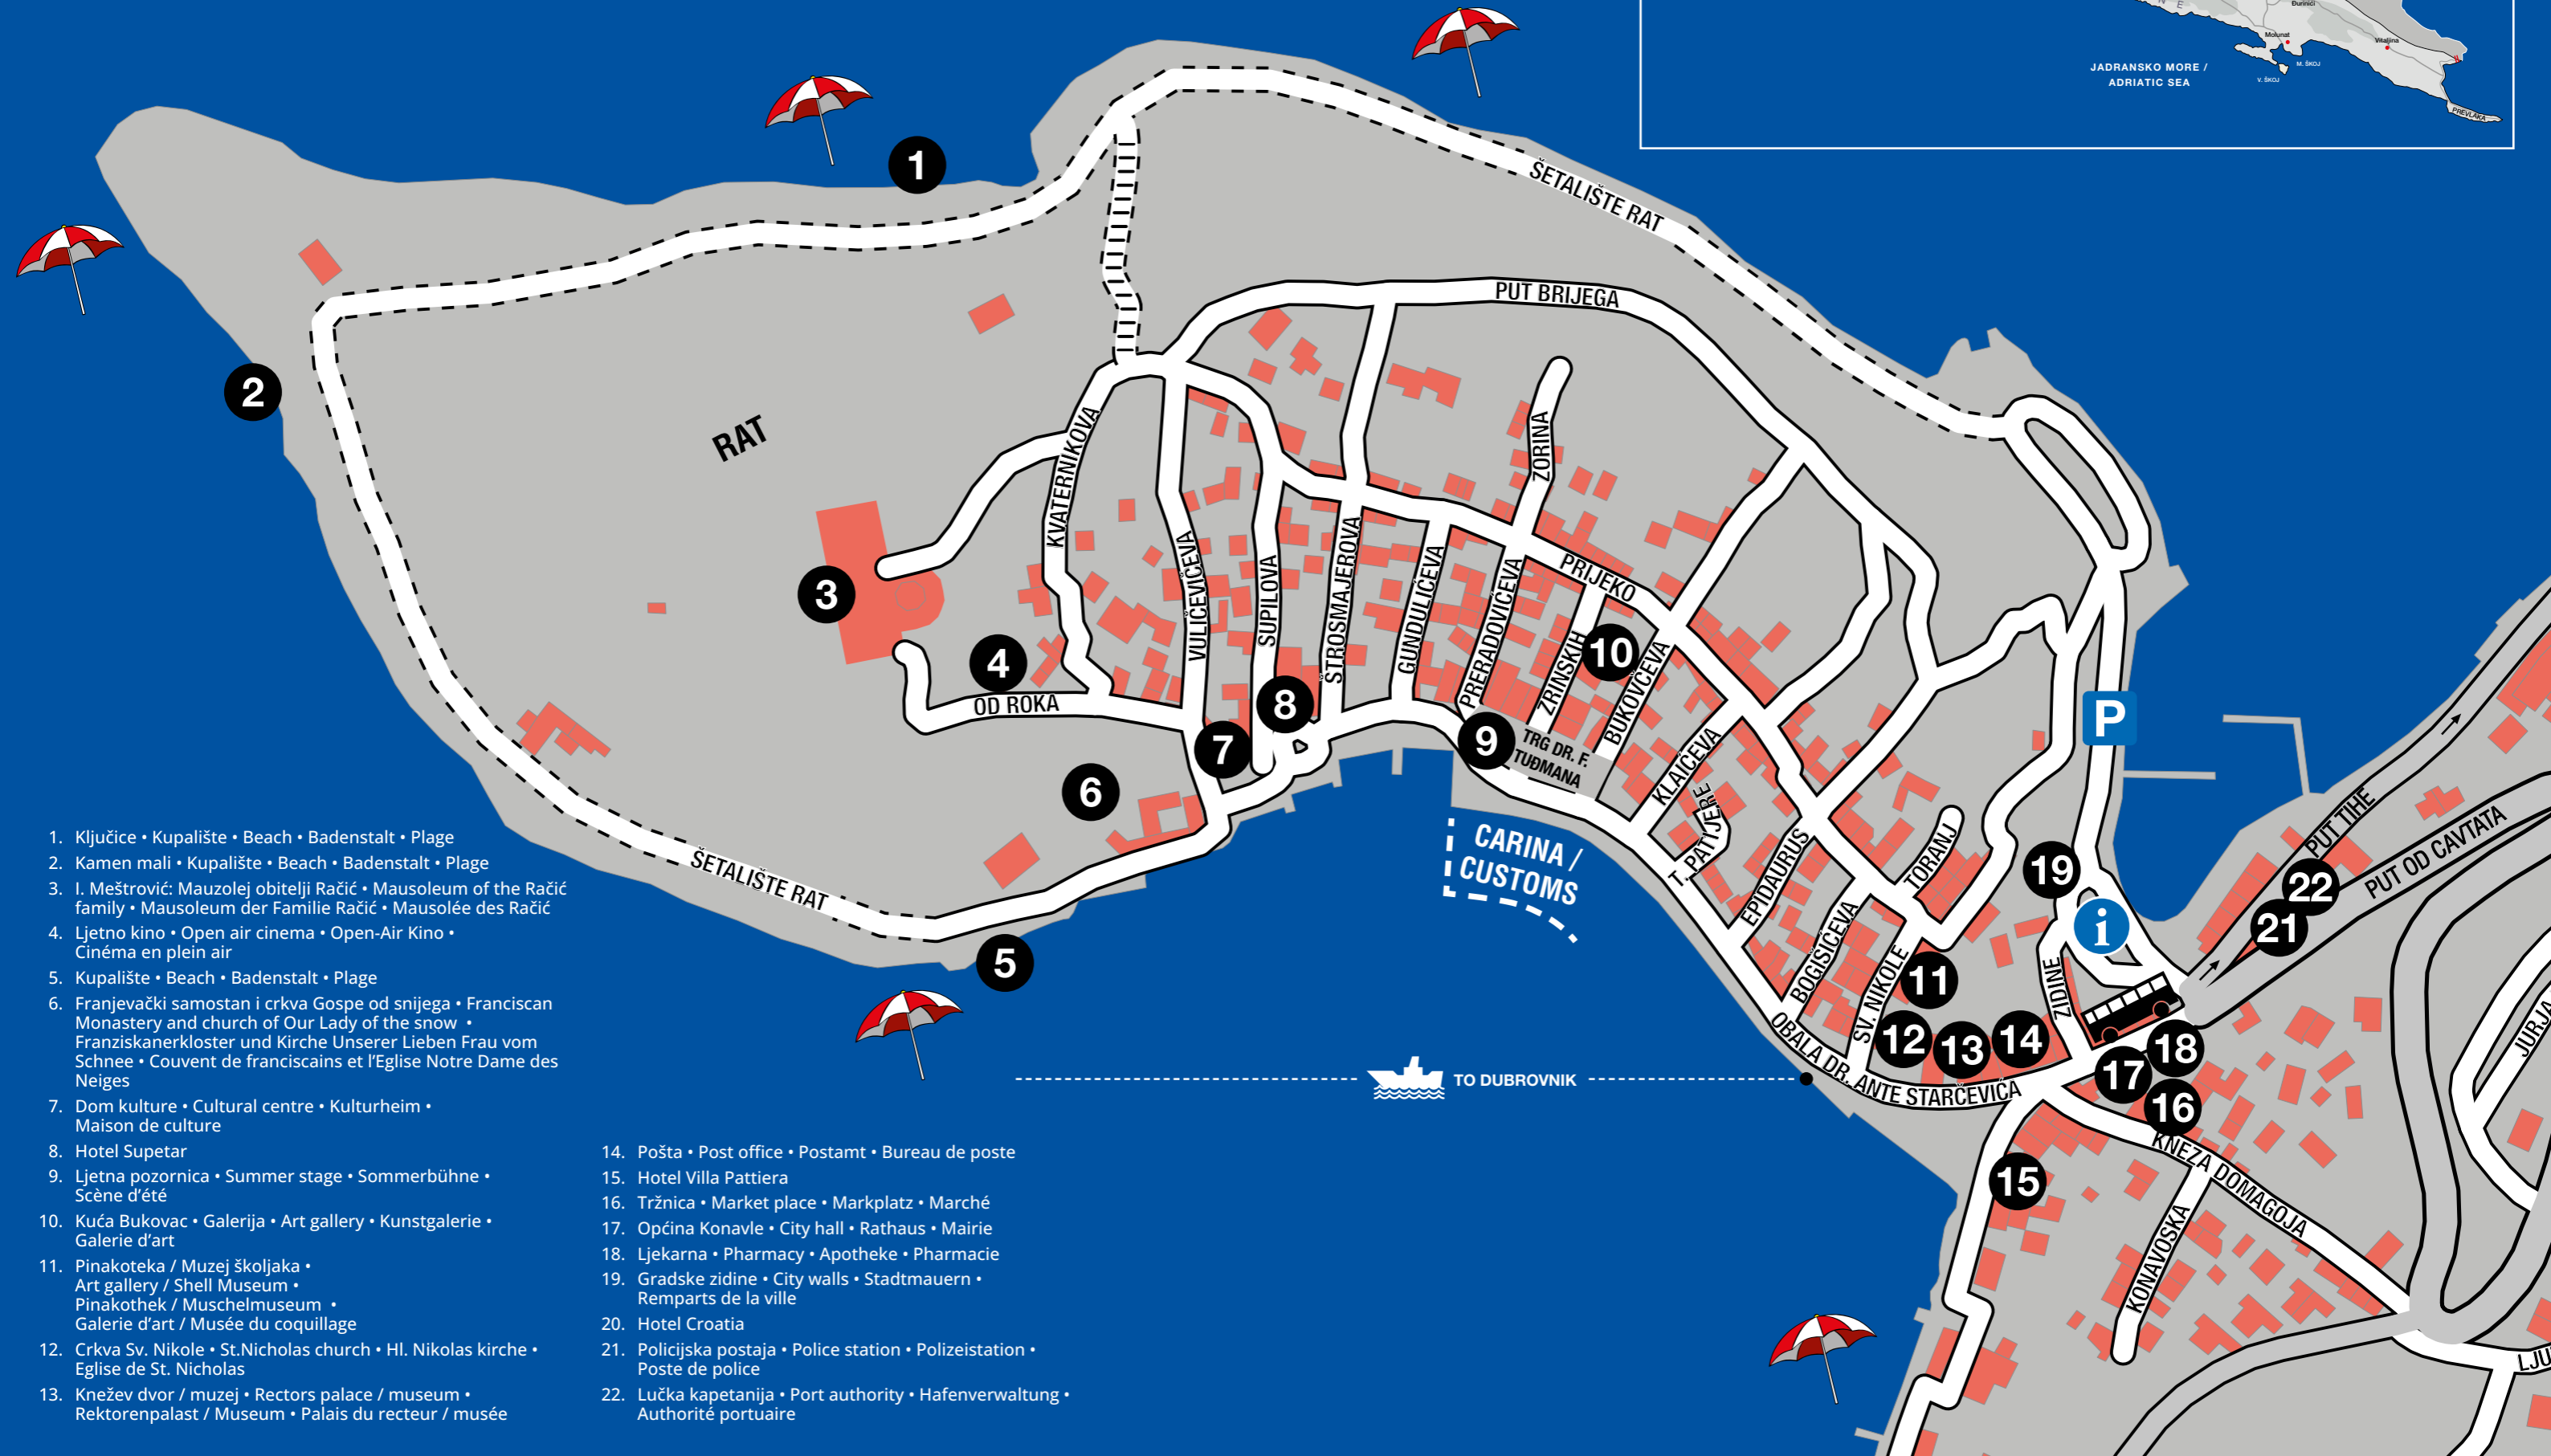 Đurinići
N E
Molunat
Vitaljina
M. ŠKOJ
V. ŠKOJ
JADRANSKO MORE /
ADRIATIC SEA
PREVLAKA
1
ŠETALIŠTE RAT
PUT BRIJEGA
2
RAT
KVATERNIKOVA
ZORINA
3
VULIČEVIĆEVA
SUPILOVA
ŠTROSMAJEROVA
GUNDULIĆEVA
PRERADOVIĆEVA
PRIJEKO
ZRINSKIH
10
BUKOVČEVA
4
OD ROKA
8
7
9
TRG DR. F.
TUĐMANA
P
KLAIĆEVA
6
T. PATIJERE
CARINA /
CUSTOMS
EPIDAURUS
TORANJ
PUT TIHE
PUT OD CAVTATA
19
22
21
i
ŠETALIŠTE RAT
5
BOGIŠIĆEVA
SV. NIKOLE
11
ZIDINE
12
13
14
18
17
16
OBALA DR. ANTE STARČEVIĆA
TO DUBROVNIK
JURJA
KNEZA DOMAGOJA
15
KONAVOSKA
LJU
1. Ključice • Kupalište • Beach • Badenstalt • Plage
2. Kamen mali • Kupalište • Beach • Badenstalt • Plage
3. I. Meštrović: Mauzolej obitelji Račić • Mausoleum of the Račić
family • Mausoleum der Familie Račić • Mausolée des Račić
4. Ljetno kino • Open air cinema • Open-Air Kino •
Cinéma en plein air
5. Kupalište • Beach • Badenstalt • Plage
6. Franjevački samostan i crkva Gospe od snijega • Franciscan
Monastery and church of Our Lady of the snow •
Franziskanerkloster und Kirche Unserer Lieben Frau vom
Schnee • Couvent de franciscains et l'Eglise Notre Dame des
Neiges
7. Dom kulture • Cultural centre • Kulturheim •
Maison de culture
8. Hotel Supetar
9. Ljetna pozornica • Summer stage • Sommerbühne •
Scène d'été
10. Kuća Bukovac • Galerija • Art gallery • Kunstgalerie •
Galerie d'art
11. Pinakoteka / Muzej školjaka •
Art gallery / Shell Museum •
Pinakothek / Muschelmuseum •
Galerie d'art / Musée du coquillage
12. Crkva Sv. Nikole • St.Nicholas church • Hl. Nikolas kirche •
Eglise de St. Nicholas
13. Knežev dvor / muzej • Rectors palace / museum •
Rektorenpalast / Museum • Palais du recteur / musée
14. Pošta • Post office • Postamt • Bureau de poste
15. Hotel Villa Pattiera
16. Tržnica • Market place • Markplatz • Marché
17. Općina Konavle • City hall • Rathaus • Mairie
18. Ljekarna • Pharmacy • Apotheke • Pharmacie
19. Gradske zidine • City walls • Stadtmauern •
Remparts de la ville
20. Hotel Croatia
21. Policijska postaja • Police station • Polizeistation •
Poste de police
22. Lučka kapetanija • Port authority • Hafenverwaltung •
Authorité portuaire